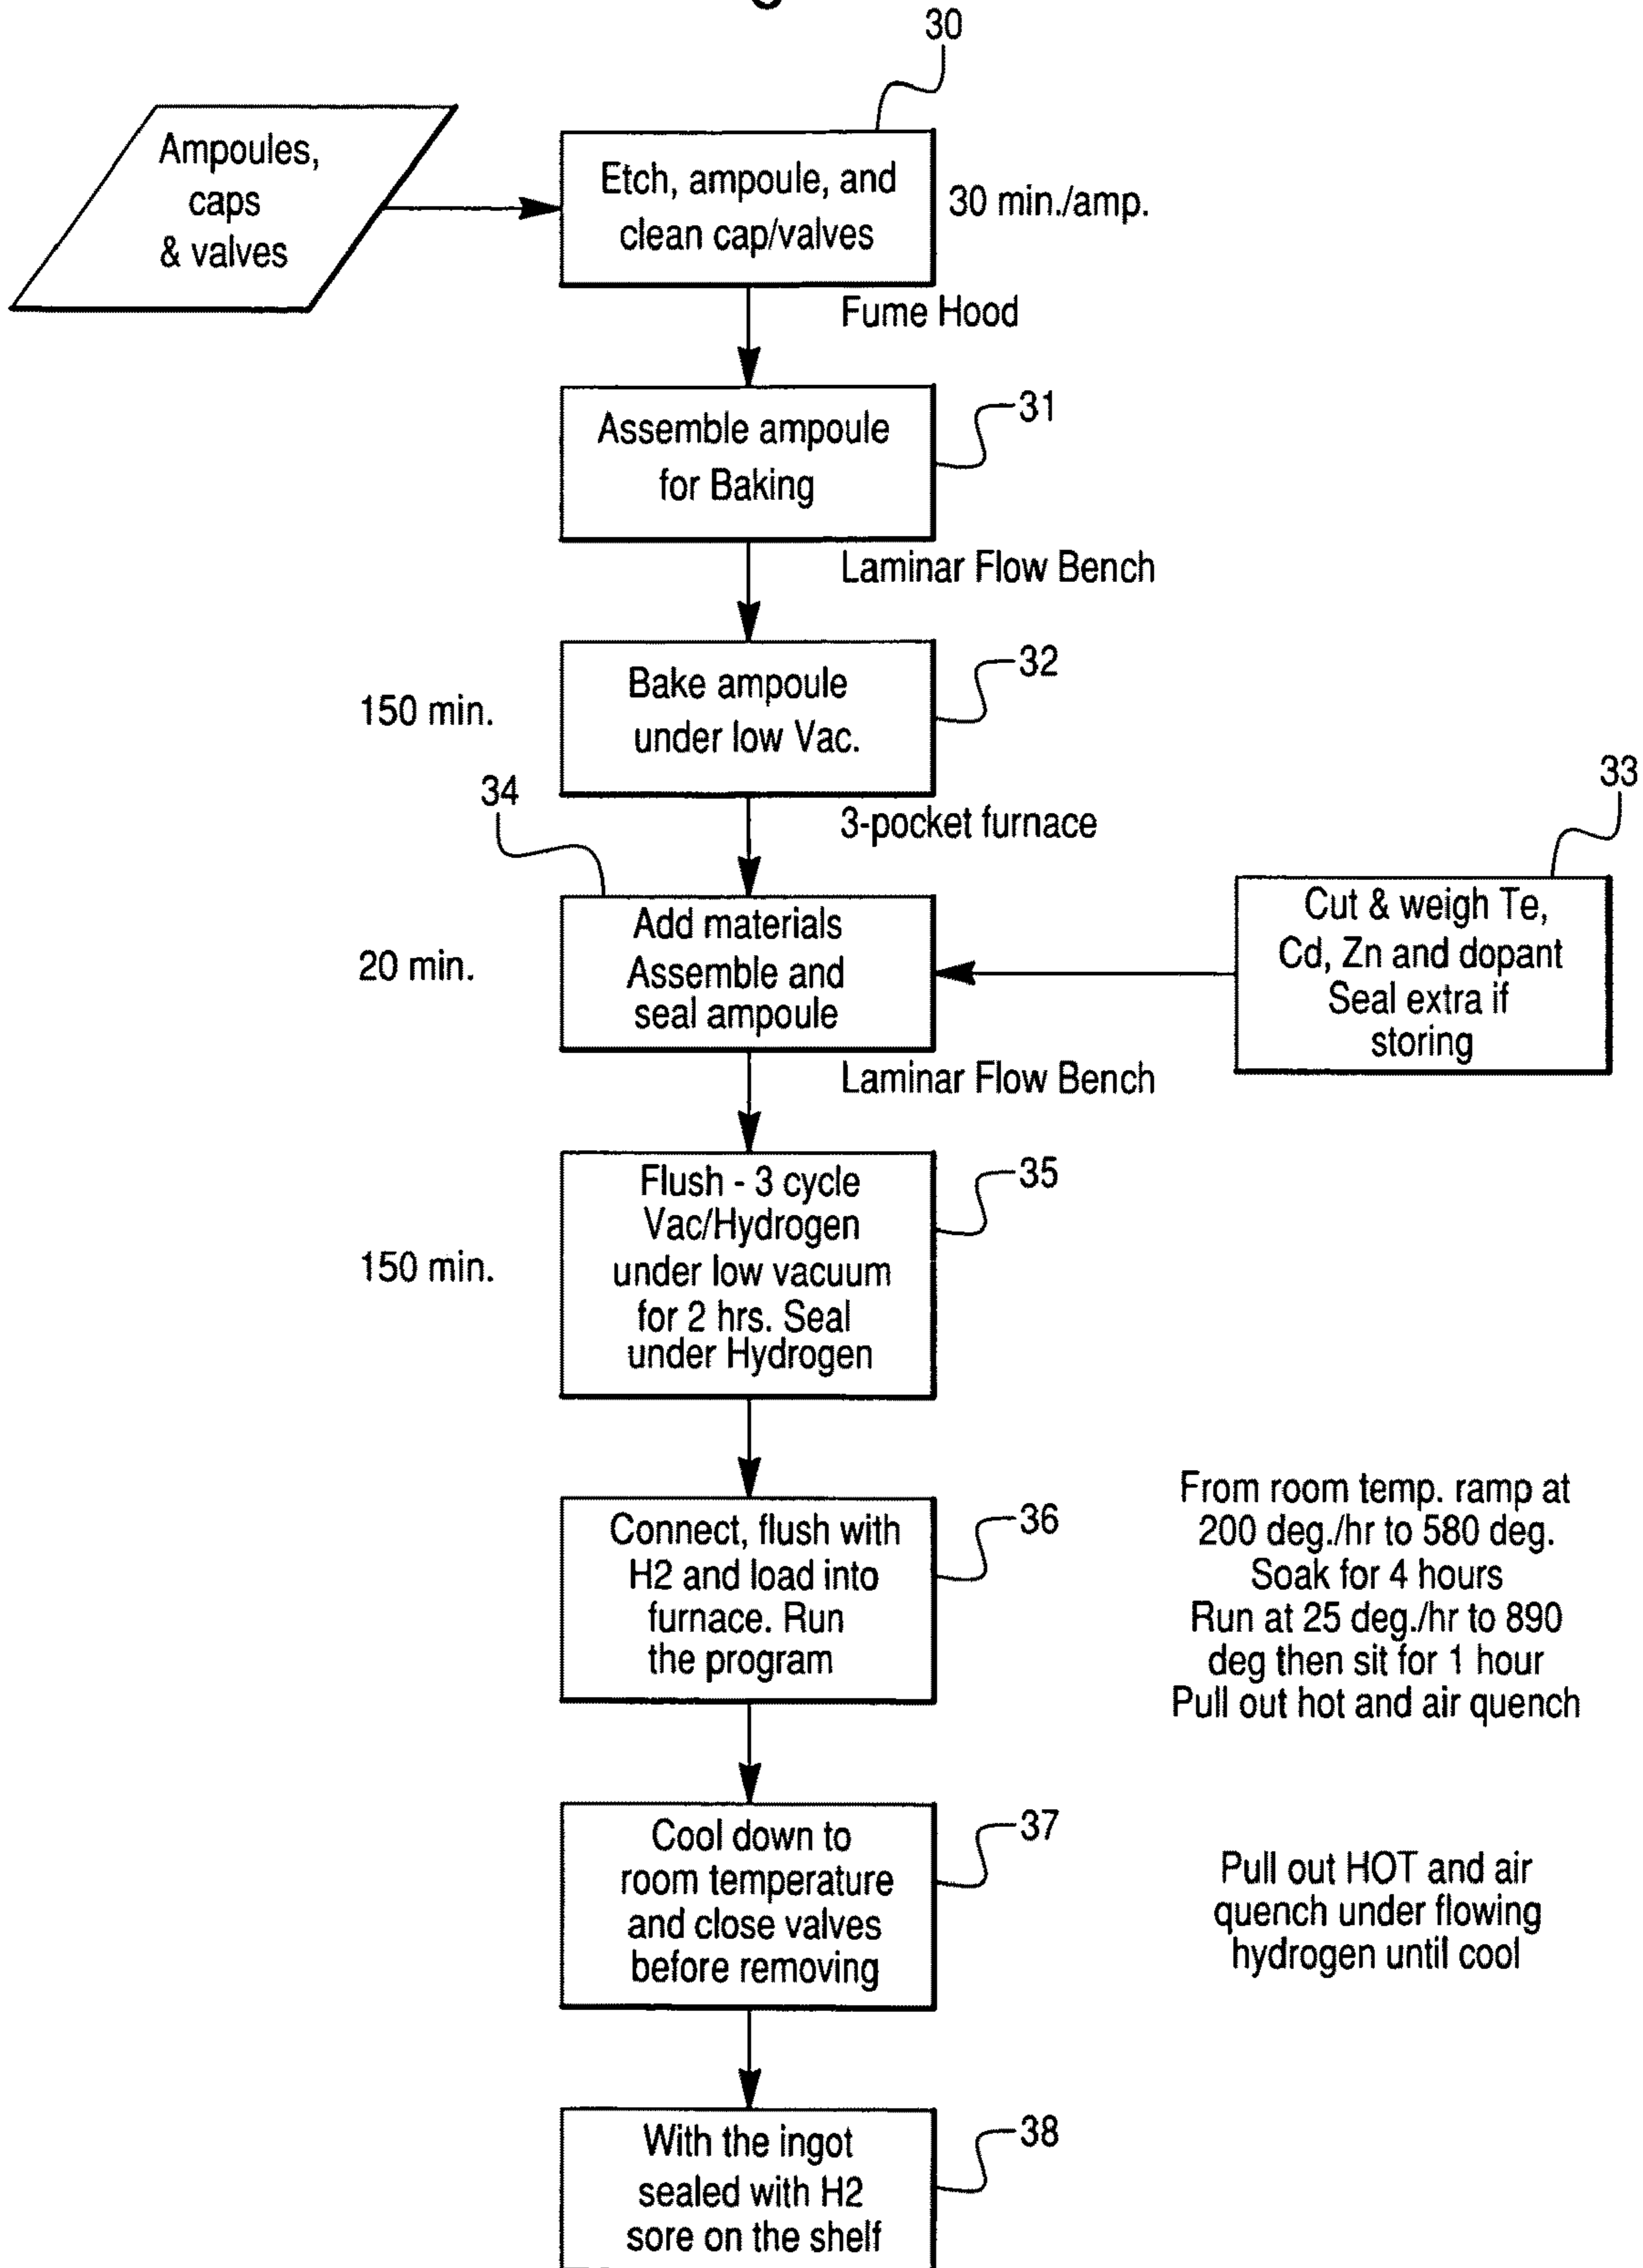 30
Ampoules,
caps
& valves
Etch, ampoule, and
clean cap/valves
30 min./amp.
Fume Hood
31
Assemble ampoule
for Baking
Laminar Flow Bench
32
Bake ampoule
under low Vac.
150 min.
3-pocket furnace
34
33
Add materials
Assemble and
seal ampoule
20 min.
Cut & weigh Te,
Cd, Zn and dopant
Seal extra if
storing
Laminar Flow Bench
35
Flush - 3 cycle
Vac/Hydrogen
under low vacuum
for 2 hrs. Seal
under Hydrogen
150 min.
36
Connect, flush with
H2 and load into
furnace. Run
the program
From room temp. ramp at
200 deg./hr to 580 deg.
Soak for 4 hours
Run at 25 deg./hr to 890
deg then sit for 1 hour
Pull out hot and air quench
37
Cool down to
room temperature
and close valves
before removing
Pull out HOT and air
quench under flowing
hydrogen until cool
38
With the ingot
sealed with H2
sore on the shelf